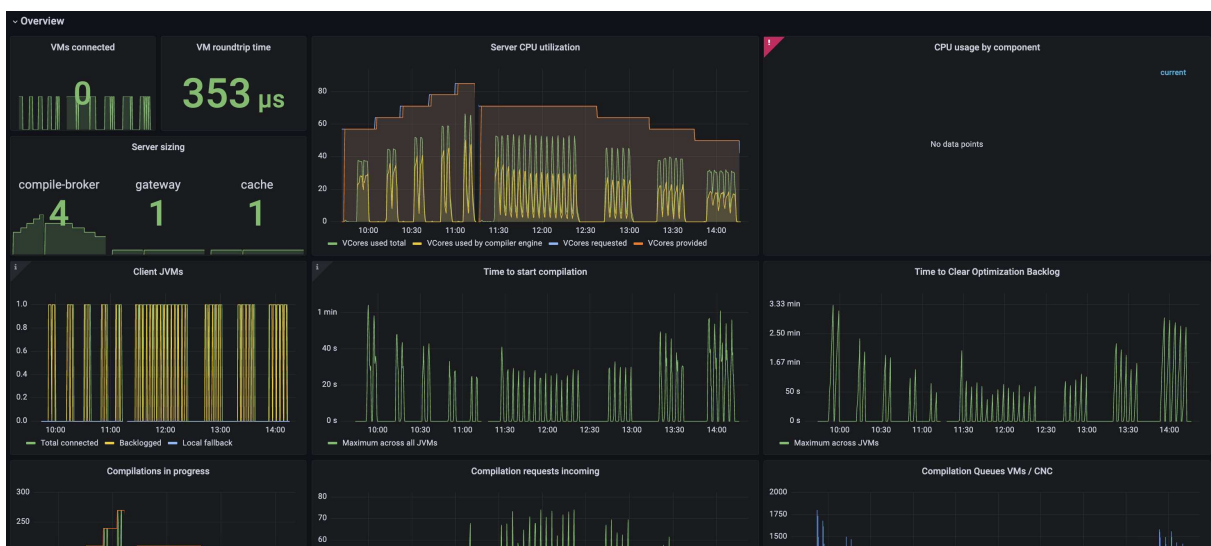 Overview
VMs connected
0
VM roundtrip time
353 µs
Server sizing
compile-broker gateway cache
4 1 1
Server CPU utilization
80
60
40
20
0
10:00 10:30 11:00 11:30 12:00 12:30 13:00 13:30 14:00
VCores used total VCores used by compiler engine VCores requested VCores provided
!
CPU usage by component
current
No data points
i
Client JVMs
1.0
0.8
0.6
0.4
0.2
0.0
10:00 11:00 12:00 13:00 14:00
Total connected Backlogged Local fallback
i
Time to start compilation
1 min
40 s
20 s
0 s
10:00 10:30 11:00 11:30 12:00 12:30 13:00 13:30 14:00
Maximum across all JVMs
Time to Clear Optimization Backlog
3.33 min
2.50 min
1.67 min
50 s
0 s
10:00 10:30 11:00 11:30 12:00 12:30 13:00 13:30 14:00
Maximum across JVMs
Compilations in progress
300
250
Compilation requests incoming
80
70
60
Compilation Queues VMs / CNC
2000
1750
1500